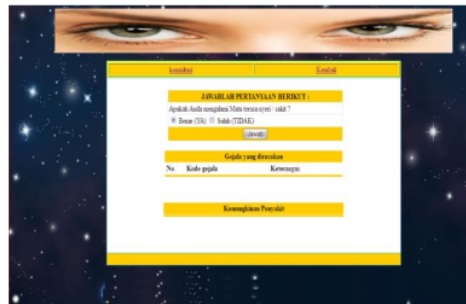 konsultasi Kembali
JAWABLAH PERTANYAAN BERIKUT :
Apakah Anda mengalami Mata terasa nyeri / sakit ?
Benar (YA) Salah (TIDAK)
Jawab
Gejala yang dirasakan
No Kode gejala Keterangan
Kemungkinan Penyakit